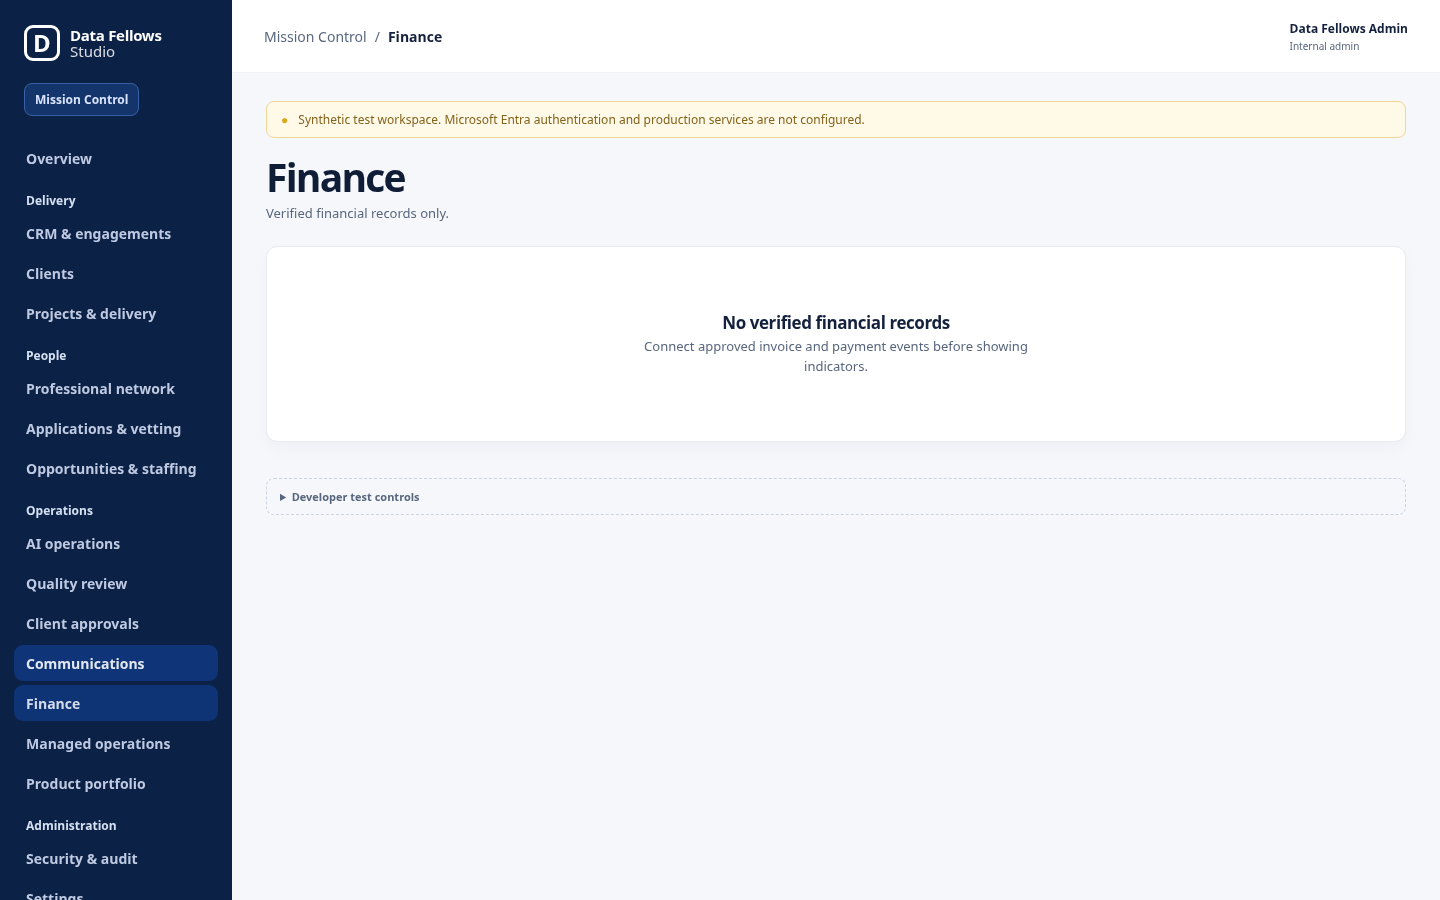 D
Data Fellows
Studio
Mission Control
Overview
Delivery
CRM & engagements
Clients
Projects & delivery
People
Professional network
Applications & vetting
Opportunities & staffing
Operations
AI operations
Quality review
Client approvals
Communications
Finance
Managed operations
Product portfolio
Administration
Security & audit
Settings
Mission Control / Finance
Data Fellows Admin
Internal admin
Synthetic test workspace. Microsoft Entra authentication and production services are not configured.
Finance
Verified financial records only.
No verified financial records
Connect approved invoice and payment events before showing
indicators.
Developer test controls